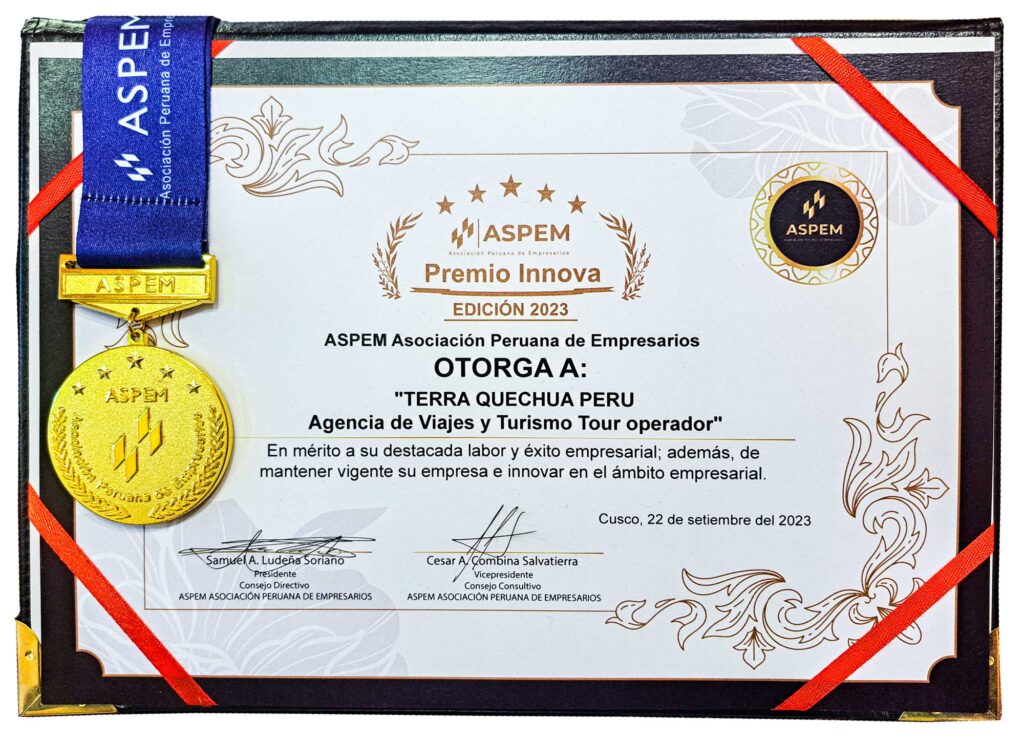 ASPEM
Asociación Peruana de Empre
ASPEM
ASPEM
Asociación Peruana de Empresarios
ASPEM
Asociación Peruana de Empresarios
Premio Innova
EDICIÓN 2023
ASPEM
ASPEM Asociación Peruana de Empresarios
OTORGA A:
"TERRA QUECHUA PERU
Agencia de Viajes y Turismo Tour operador"
En mérito a su destacada labor y éxito empresarial; además, de
mantener vigente su empresa e innovar en el ámbito empresarial.
Cusco, 22 de setiembre del 2023
Samuel A. Ludeña Soriano
Presidente
Consejo Directivo
ASPEM ASOCIACIÓN PERUANA DE EMPRESARIOS
Cesar A. Combina Salvatierra
Vicepresidente
Consejo Consultivo
ASPEM ASOCIACIÓN PERUANA DE EMPRESARIOS